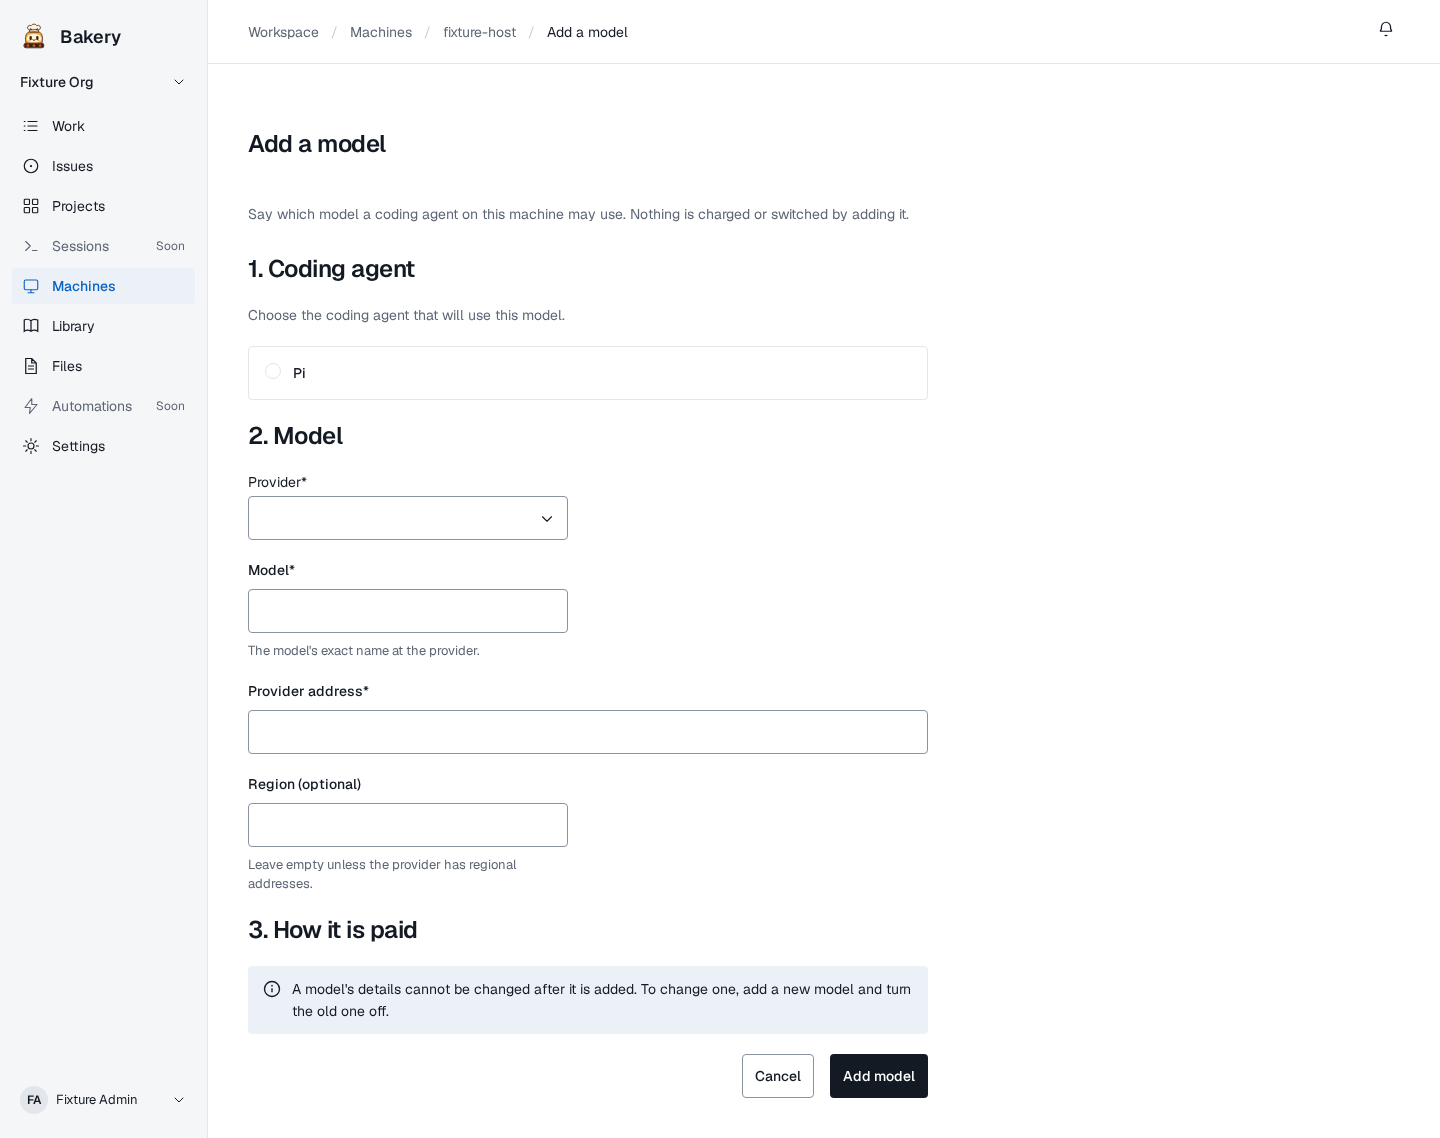 Bakery
Fixture Org
Work
Issues
Projects
Sessions Soon
Machines
Library
Files
Automations Soon
Settings
FA Fixture Admin
Workspace / Machines / fixture-host / Add a model
Add a model
Say which model a coding agent on this machine may use. Nothing is charged or switched by adding it.
1. Coding agent
Choose the coding agent that will use this model.
Pi
2. Model
Provider*
Model*
The model's exact name at the provider.
Provider address*
Region (optional)
Leave empty unless the provider has regional
addresses.
3. How it is paid
A model's details cannot be changed after it is added. To change one, add a new model and turn
the old one off.
Cancel Add model